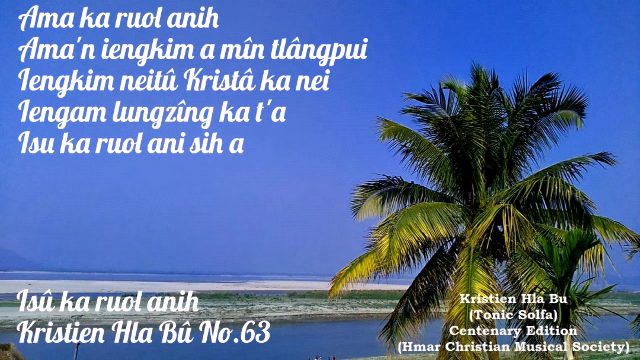 Ama ka ruol anih
Ama'n iengkim a mîn tlângpui
Iengkim neitû Kristâ ka nei
Iengam lungzîng ka t'a
Isu ka ruol ani sih a
Isû ka ruol anih
Kristien Hla Bû No.63
Kristien Hla Bu
(Tonic Solfa)
Centenary Edition
(Hmar Christian Musical Society)